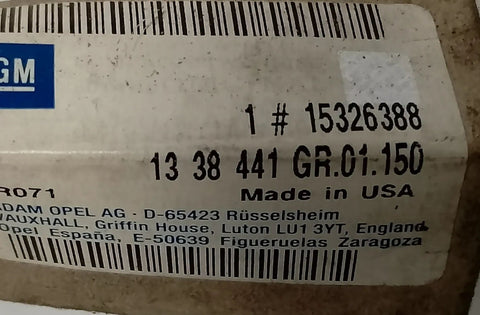 GM
1 # 15326388
13 38 441 GR.01.150
R071
Made in USA
ADAM OPEL AG · D-65423 Rüsselsheim
VAUXHALL, Griffin House, Luton LU1 3YT, England
Opel España, E-50639 Figueruelas Zaragoza